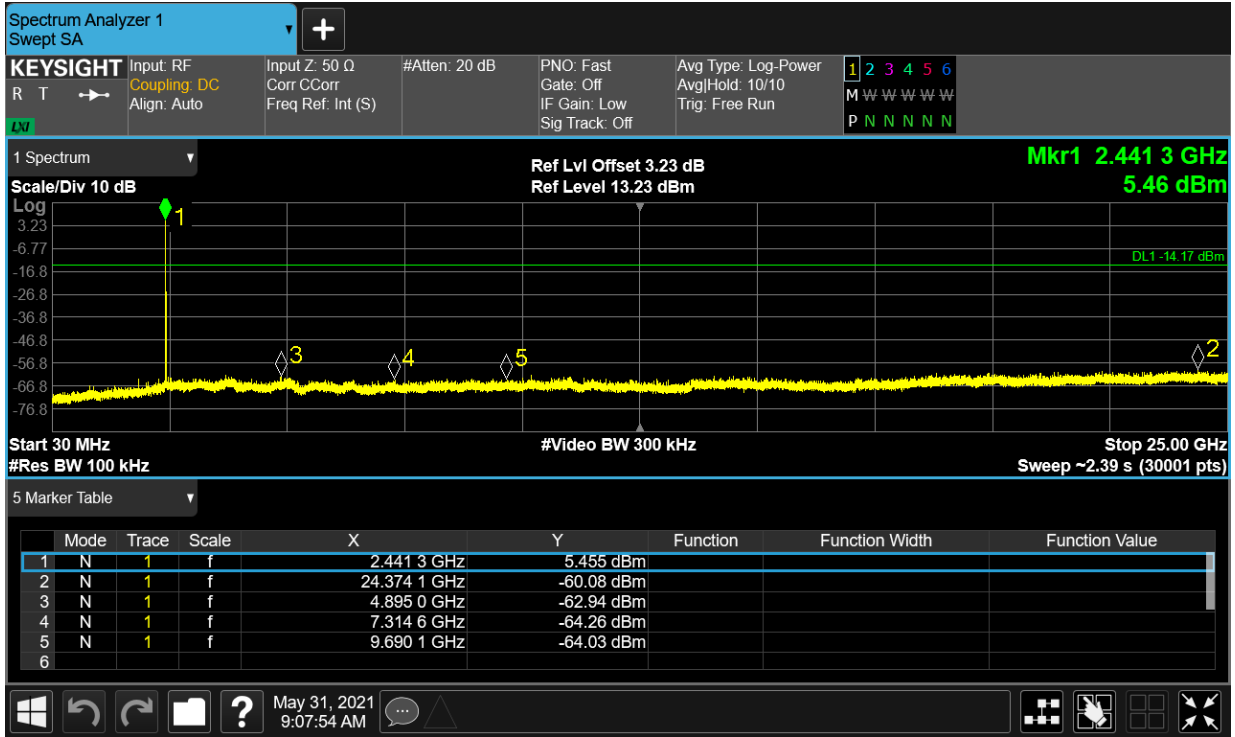 Spectrum Analyzer 1
Swept SA
+
KEYSIGHT
R T
LXI
Input: RF
Coupling: DC
Align: Auto
Input Z: 50 Ω
Corr CCorr
Freq Ref: Int (S)
#Atten: 20 dB
PNO: Fast
Gate: Off
IF Gain: Low
Sig Track: Off
Avg Type: Log-Power
Avg|Hold: 10/10
Trig: Free Run
1 2 3 4 5 6
M W W W W W
P N N N N N
1 Spectrum
Scale/Div 10 dB
Ref Lvl Offset 3.23 dB
Ref Level 13.23 dBm
Mkr1 2.441 3 GHz
5.46 dBm
Log
3.23
-6.77
-16.8
-26.8
-36.8
-46.8
-56.8
-66.8
-76.8
1
DL1 -14.17 dBm
3
4
5
2
Start 30 MHz
#Video BW 300 kHz
Stop 25.00 GHz
#Res BW 100 kHz
Sweep ~2.39 s (30001 pts)
5 Marker Table
Mode Trace Scale X Y Function Function Width Function Value
1 N 1 f 2.441 3 GHz 5.455 dBm
2 N 1 f 24.374 1 GHz -60.08 dBm
3 N 1 f 4.895 0 GHz -62.94 dBm
4 N 1 f 7.314 6 GHz -64.26 dBm
5 N 1 f 9.690 1 GHz -64.03 dBm
6
?
May 31, 2021
9:07:54 AM